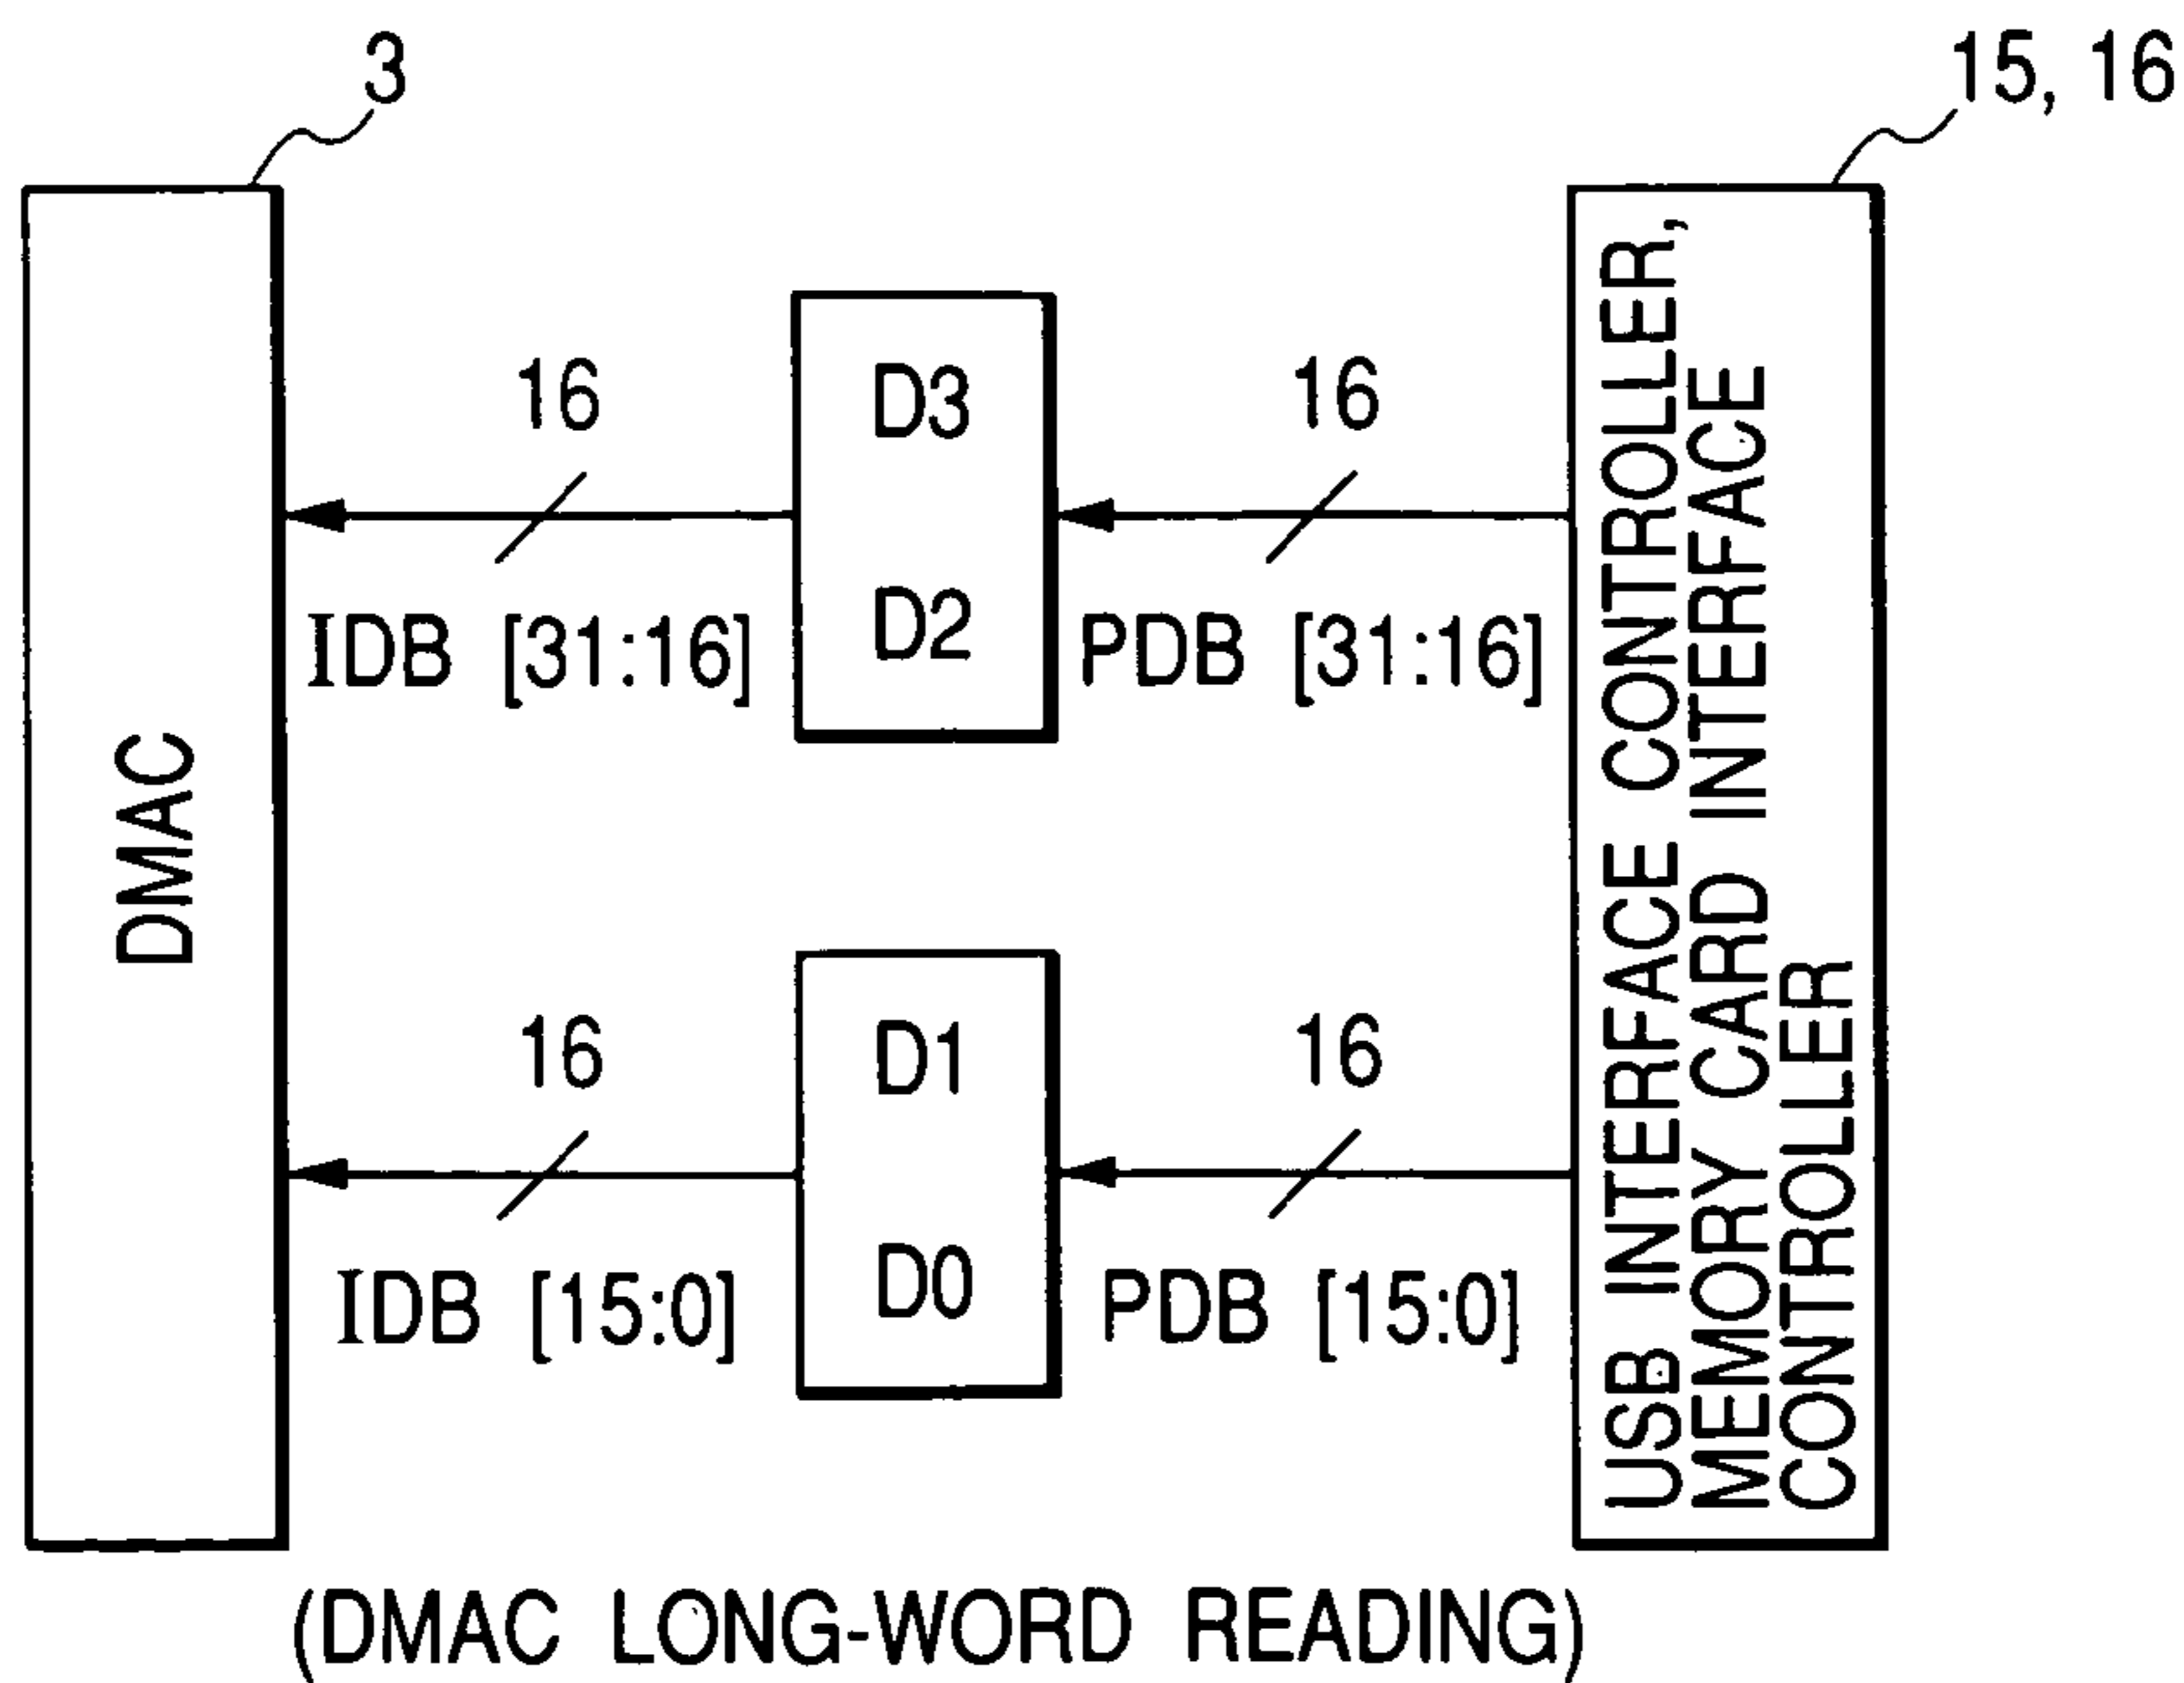 3
15, 16
DMAC
16
D3
16
D2
IDB [31:16]
PDB [31:16]
16
D1
16
D0
IDB [15:0]
PDB [15:0]
USB INTERFACE CONTROLLER,
MEMORY CARD INTERFACE
CONTROLLER
(DMAC LONG-WORD READING)